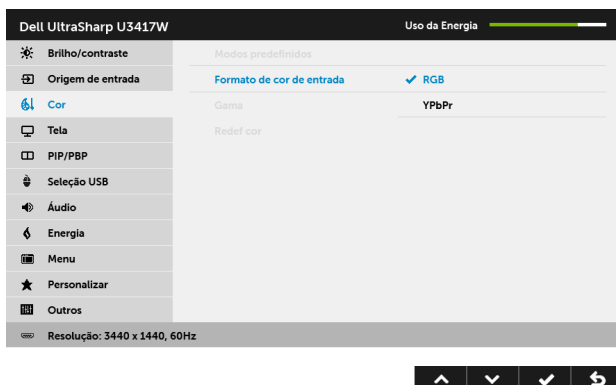 Dell UltraSharp U3417W
Uso da Energia
Brilho/contraste
Modos predefinidos
Origem de entrada
Formato de cor de entrada
RGB
Cor
Gama
YPbPr
Tela
Redef cor
PIP/PBP
Seleção USB
Áudio
Energia
Menu
Personalizar
Outros
Resolução: 3440 x 1440, 60Hz